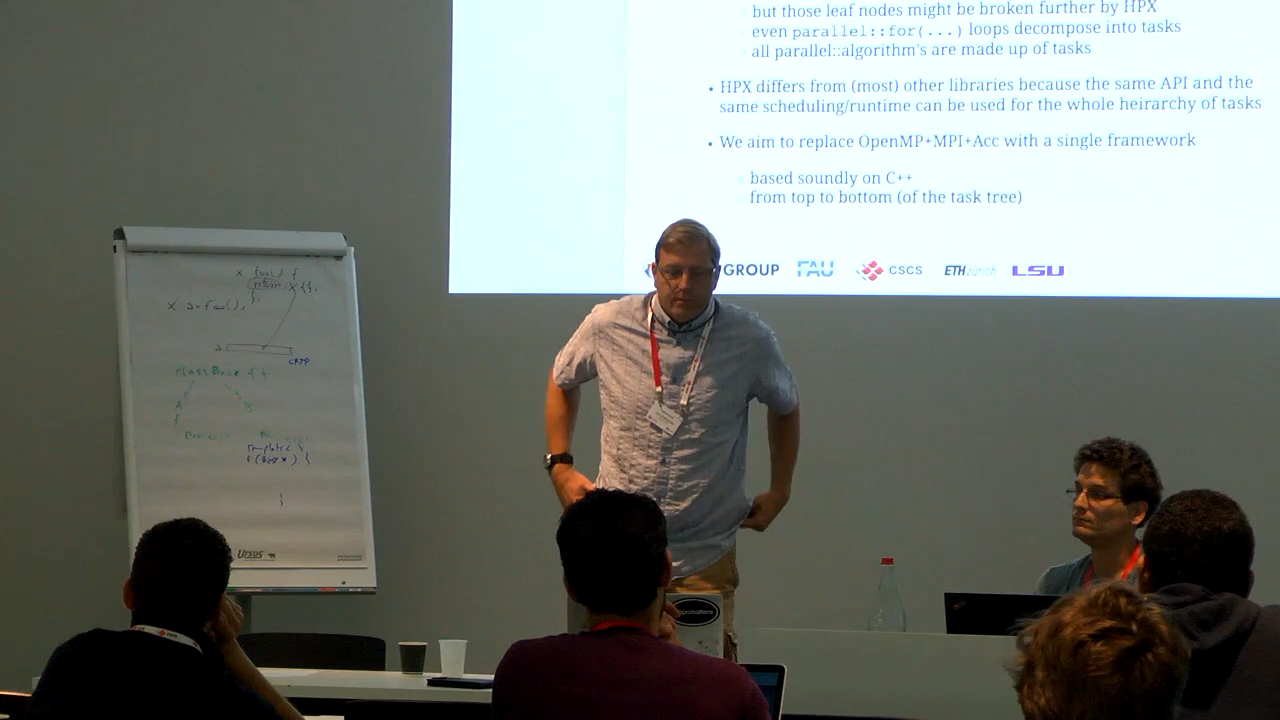 but those leaf nodes might be broken further by HPX
even parallel::for(...) loops decompose into tasks
all parallel::algorithm's are made up of tasks
• HPX differs from (most) other libraries because the same API and the
same scheduling/runtime can be used for the whole heirarchy of tasks
• We aim to replace OpenMP+MPI+Acc with a single framework
based soundly on C++
from top to bottom (of the task tree)
GROUP FAU CSCS ETH zürich LSU
x foo() {
return X{};
};
X a = foo();
a
CRTP
class Base {}
A
}
Ursus